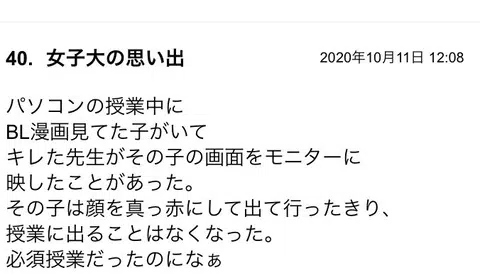 40. 女子大の思い出 2020年10月11日 12:08
パソコンの授業中に
BL漫画見てた子がいて
キレた先生がその子の画面をモニターに
映したことがあった。
その子は顔を真っ赤にして出て行ったきり、
授業に出ることはなくなった。
必須授業だったのになぁ